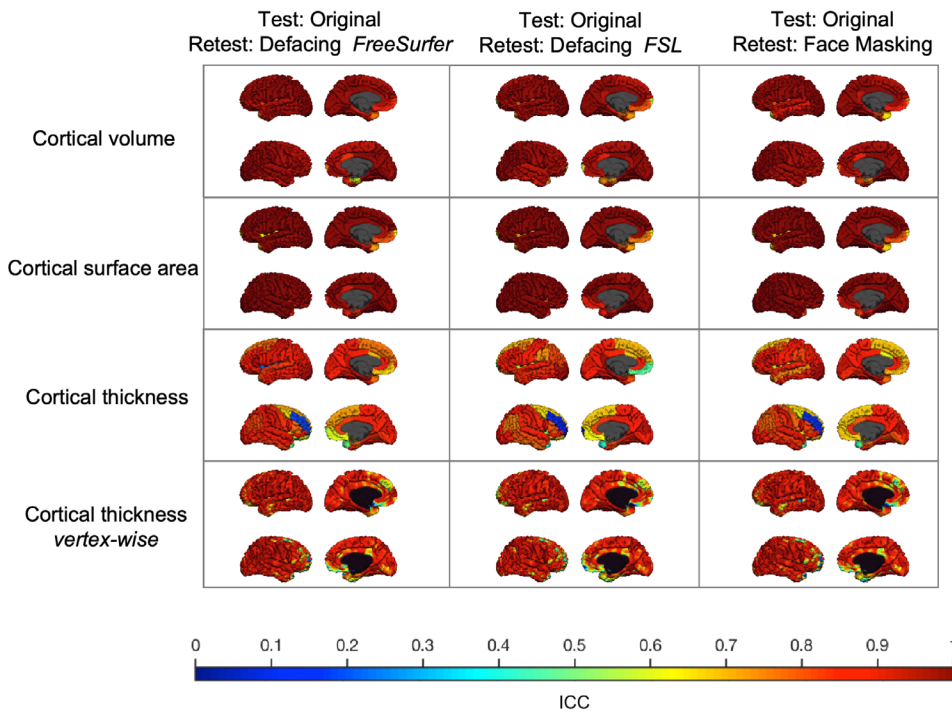 Test: Original
Retest: Defacing FreeSurfer
Test: Original
Retest: Defacing FSL
Test: Original
Retest: Face Masking
Cortical volume
Cortical surface area
Cortical thickness
Cortical thickness
vertex-wise
0 0.1 0.2 0.3 0.4 0.5 0.6 0.7 0.8 0.9
ICC